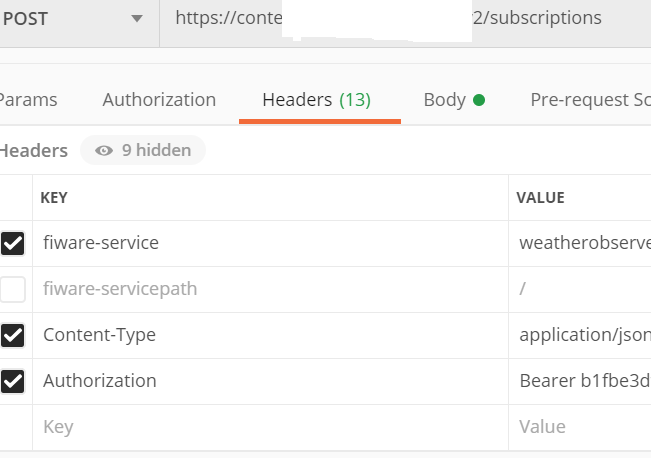 POST https://conte 2/subscriptions
Params Authorization Headers (13) Body Pre-request Sc
Headers 9 hidden
KEY VALUE
fiware-service weatherobserve
fiware-servicepath /
Content-Type application/json
Authorization Bearer b1fbe3d
Key Value